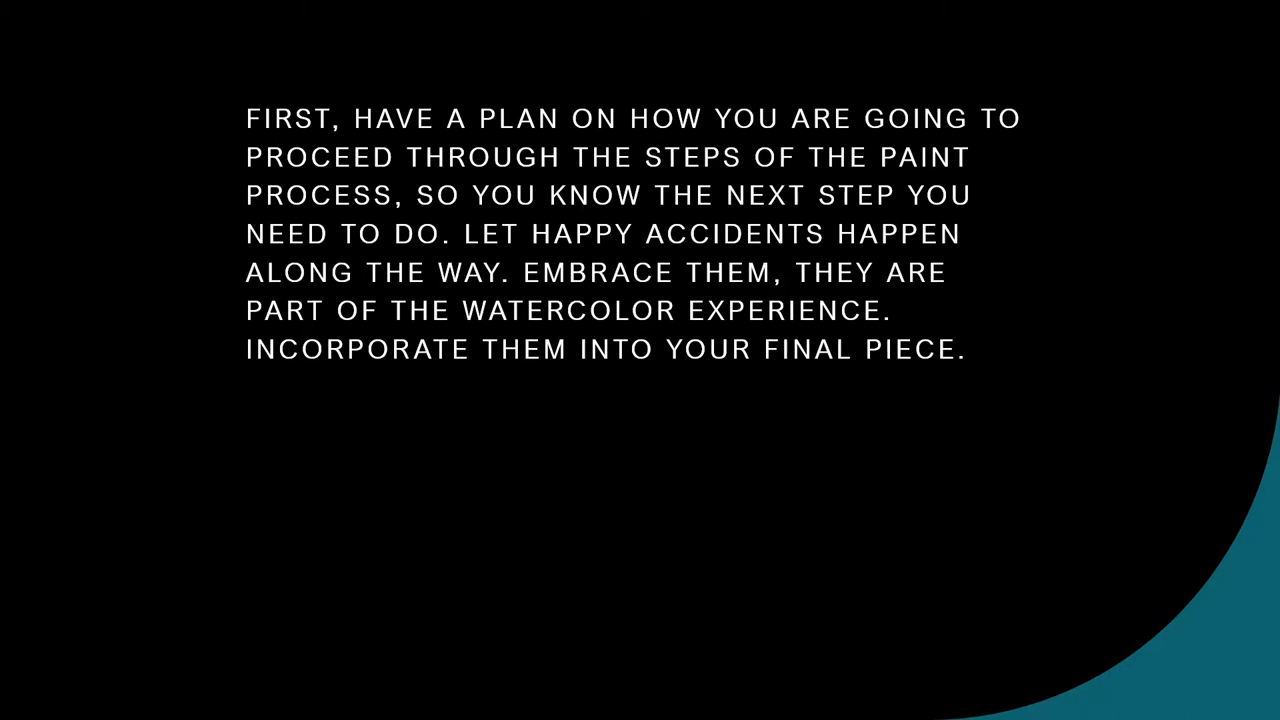 FIRST, HAVE A PLAN ON HOW YOU ARE GOING TO
PROCEED THROUGH THE STEPS OF THE PAINT
PROCESS, SO YOU KNOW THE NEXT STEP YOU
NEED TO DO. LET HAPPY ACCIDENTS HAPPEN
ALONG THE WAY. EMBRACE THEM, THEY ARE
PART OF THE WATERCOLOR EXPERIENCE.
INCORPORATE THEM INTO YOUR FINAL PIECE.